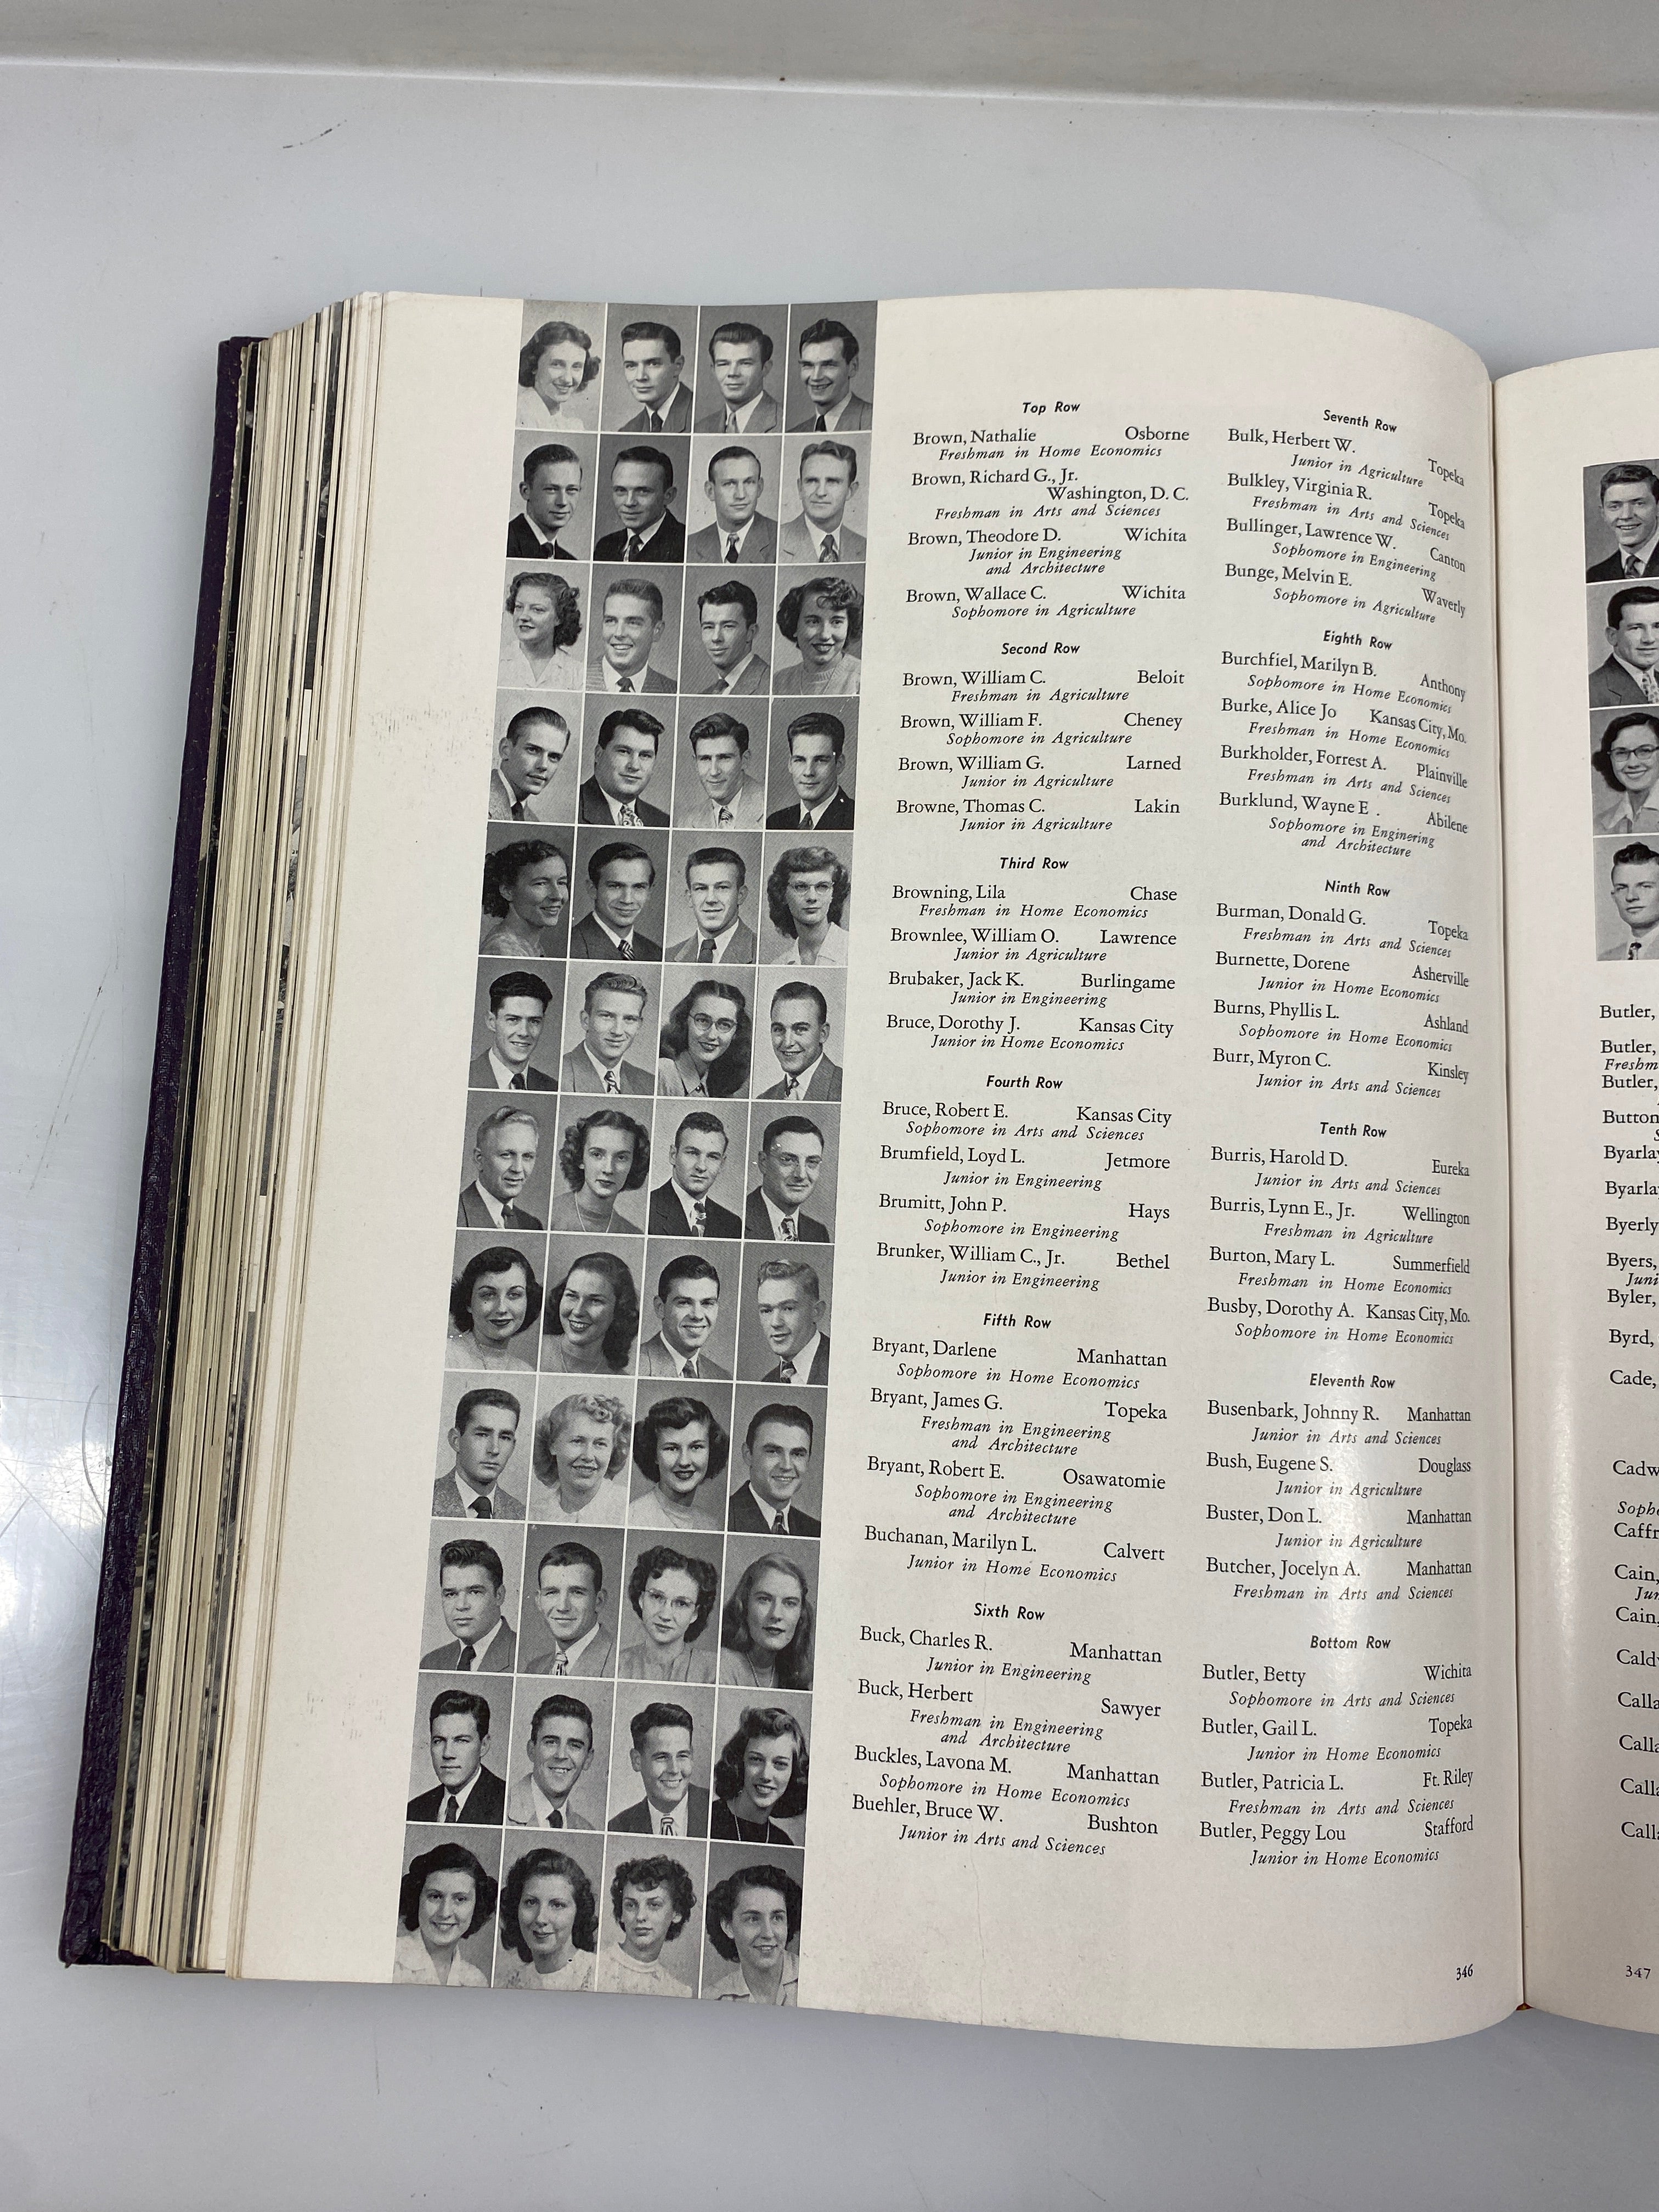 Top Row
Brown, Nathalie Osborne
Freshman in Home Economics
Brown, Richard G., Jr.
Washington, D. C.
Freshman in Arts and Sciences
Brown, Theodore D. Wichita
Junior in Engineering
and Architecture
Brown, Wallace C. Wichita
Sophomore in Agriculture
Second Row
Brown, William C. Beloit
Freshman in Agriculture
Brown, William F. Cheney
Sophomore in Agriculture
Brown, William G. Larned
Junior in Agriculture
Browne, Thomas C. Lakin
Junior in Agriculture
Third Row
Browning, Lila Chase
Freshman in Home Economics
Brownlee, William O. Lawrence
Junior in Agriculture
Brubaker, Jack K. Burlingame
Junior in Engineering
Bruce, Dorothy J. Kansas City
Junior in Home Economics
Fourth Row
Bruce, Robert E. Kansas City
Sophomore in Arts and Sciences
Brumfield, Loyd L. Jetmore
Junior in Engineering
Brumitt, John P. Hays
Sophomore in Engineering
Brunker, William C., Jr. Bethel
Junior in Engineering
Fifth Row
Bryant, Darlene Manhattan
Sophomore in Home Economics
Bryant, James G. Topeka
Freshman in Engineering
and Architecture
Bryant, Robert E. Osawatomie
Sophomore in Engineering
and Architecture
Buchanan, Marilyn L. Calvert
Junior in Home Economics
Sixth Row
Buck, Charles R. Manhattan
Junior in Engineering
Buck, Herbert Sawyer
Freshman in Engineering
and Architecture
Buckles, Lavona M. Manhattan
Sophomore in Home Economics
Buehler, Bruce W. Bushton
Junior in Arts and Sciences
Seventh Row
Bulk, Herbert W. Topeka
Junior in Agriculture
Bulkley, Virginia R. Topeka
Freshman in Arts and Sciences
Bullinger, Lawrence W. Canton
Sophomore in Engineering
Bunge, Melvin E. Waverly
Sophomore in Agriculture
Eighth Row
Burchfiel, Marilyn B. Anthony
Sophomore in Home Economics
Burke, Alice Jo Kansas City, Mo.
Freshman in Home Economics
Burkholder, Forrest A. Plainville
Freshman in Arts and Sciences
Burklund, Wayne E . Abilene
Sophomore in Enginering
and Architecture
Ninth Row
Burman, Donald G. Topeka
Freshman in Arts and Sciences
Burnette, Dorene Asherville
Junior in Home Economics
Burns, Phyllis L. Ashland
Sophomore in Home Economics
Burr, Myron C. Kinsley
Junior in Arts and Sciences
Tenth Row
Burris, Harold D. Eureka
Junior in Arts and Sciences
Burris, Lynn E., Jr. Wellington
Freshman in Agriculture
Burton, Mary L. Summerfield
Freshman in Home Economics
Busby, Dorothy A. Kansas City, Mo.
Sophomore in Home Economics
Eleventh Row
Busenbark, Johnny R. Manhattan
Junior in Arts and Sciences
Bush, Eugene S. Douglass
Junior in Agriculture
Buster, Don L. Manhattan
Junior in Agriculture
Butcher, Jocelyn A. Manhattan
Freshman in Arts and Sciences
Bottom Row
Butler, Betty Wichita
Sophomore in Arts and Sciences
Butler, Gail L. Topeka
Junior in Home Economics
Butler, Patricia L. Ft. Riley
Freshman in Arts and Sciences
Butler, Peggy Lou Stafford
Junior in Home Economics
346
Butler,
Butler,
Butler,
Button
Byerly
Byers,
Byler,
Byrd,
Cade,
Cain,
Cain,
347